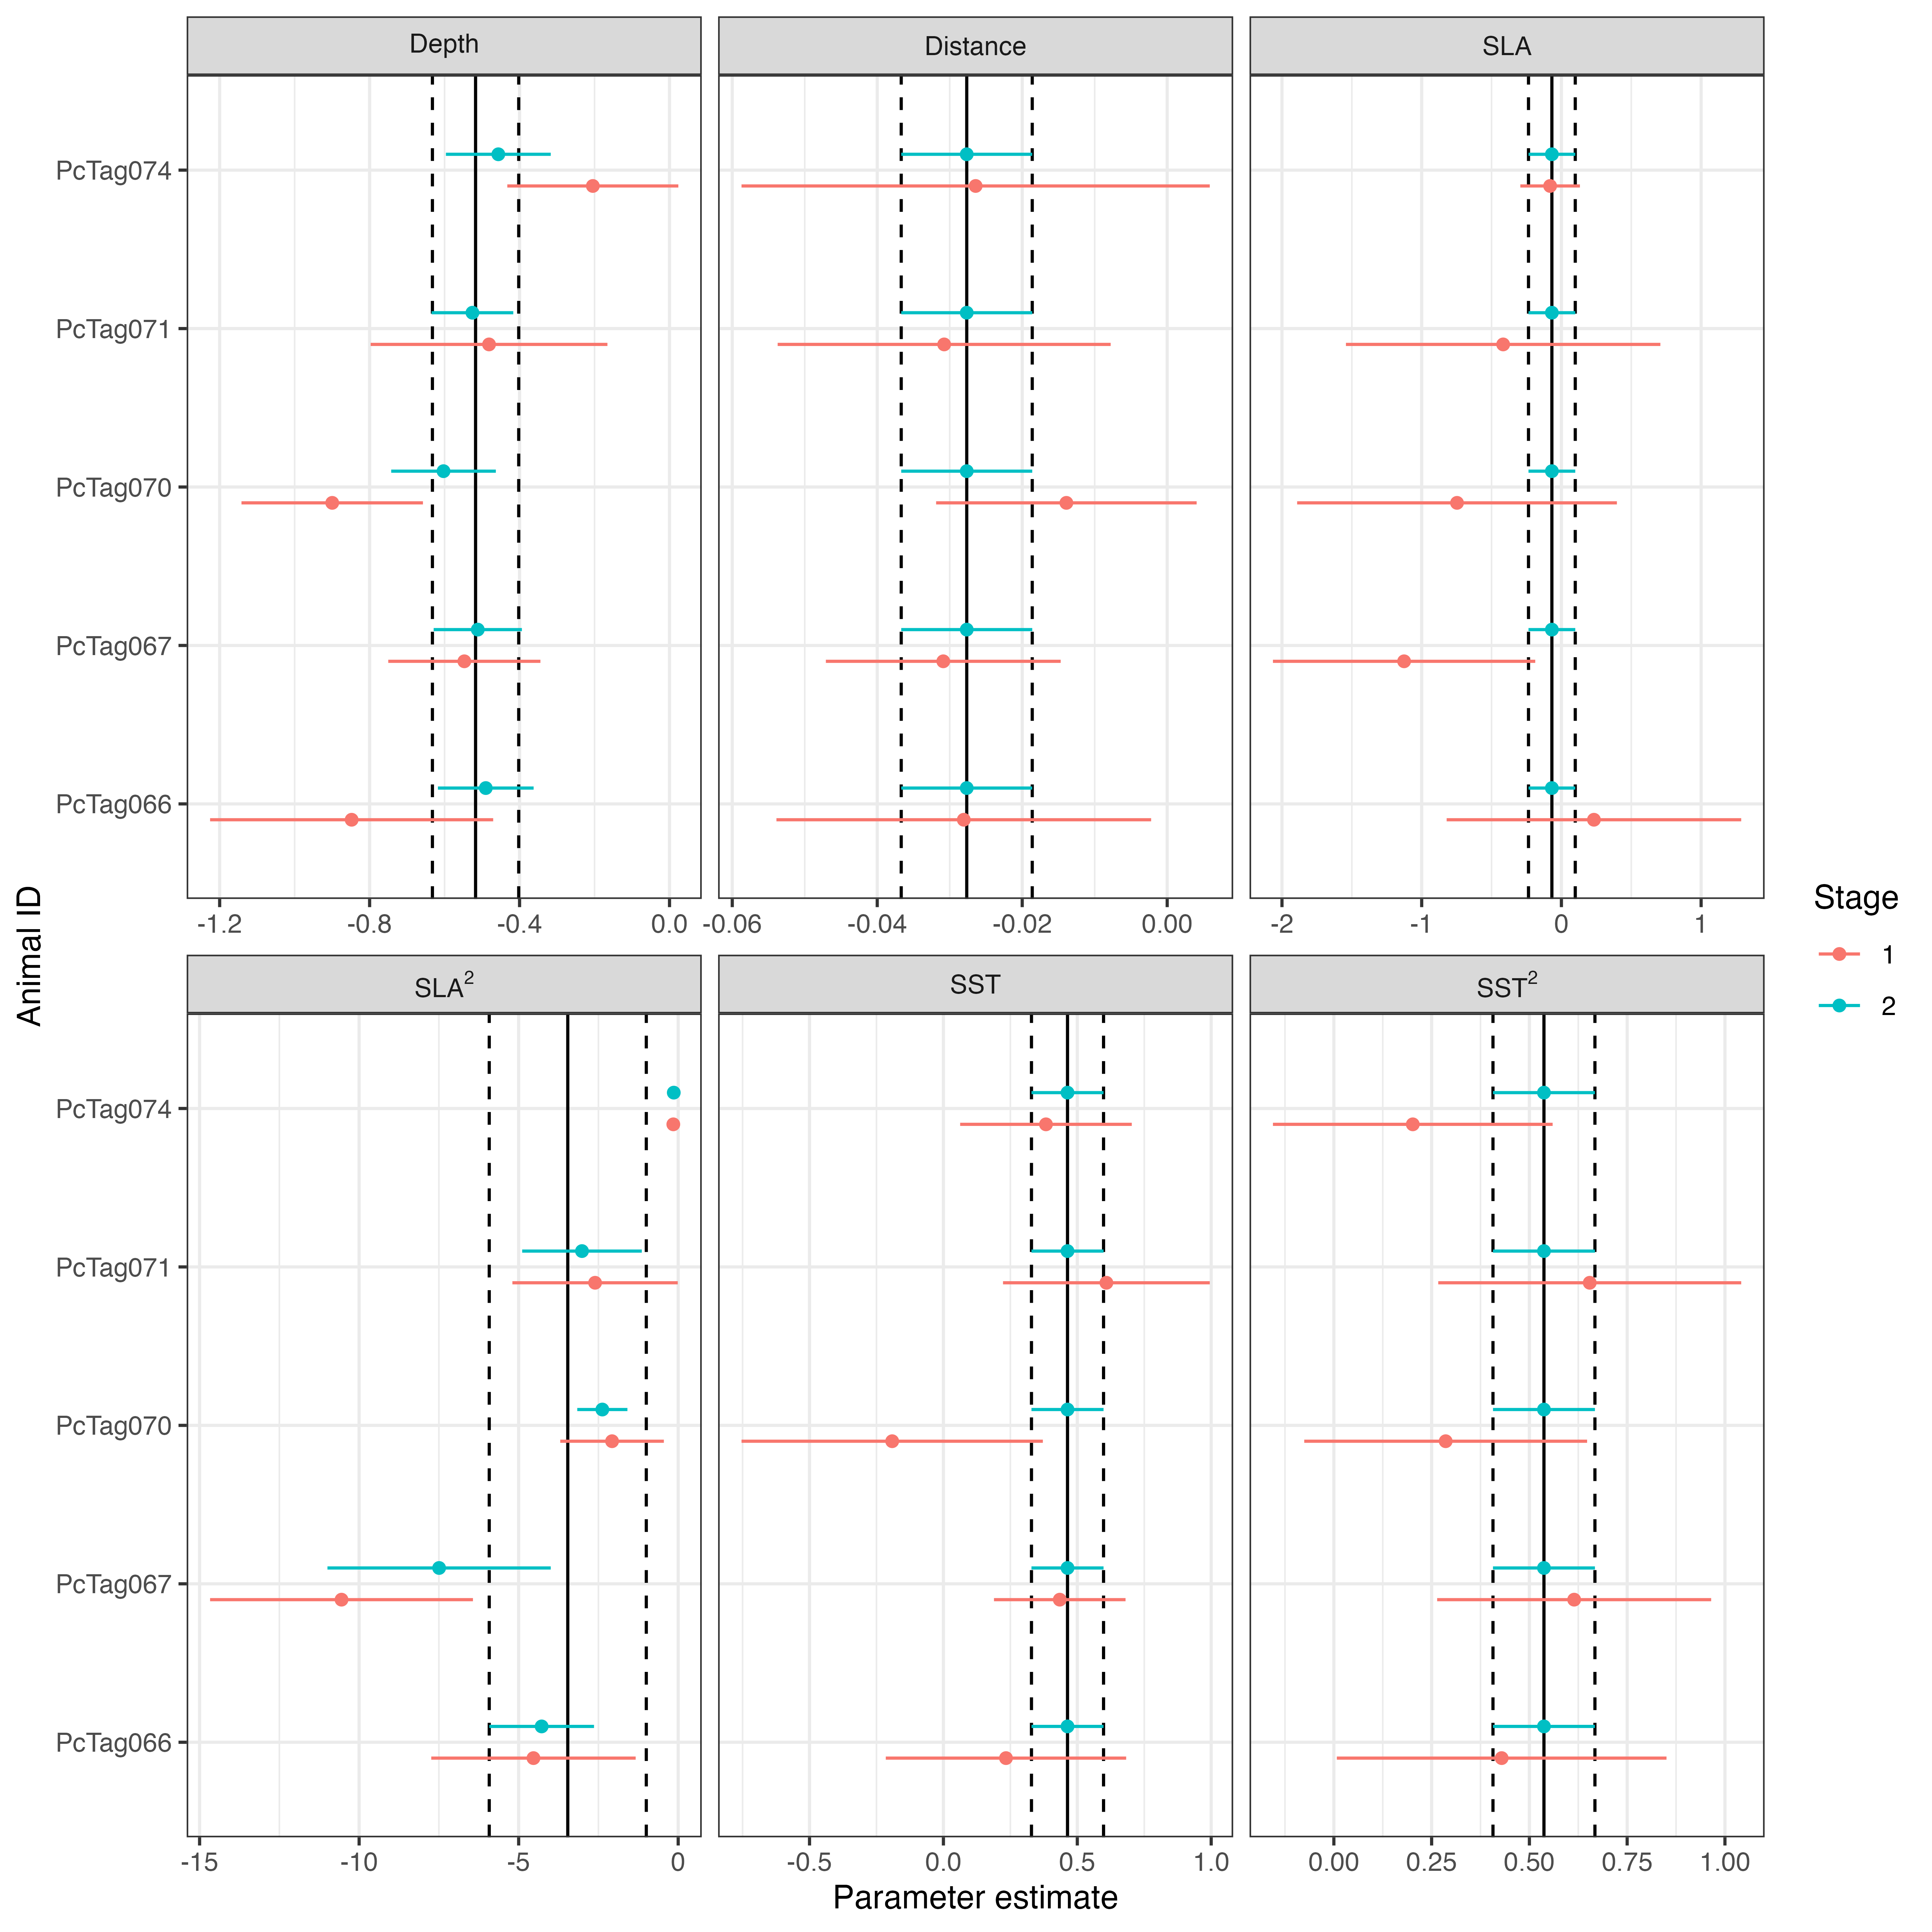 Depth Distance SLA
PcTag074
PcTag071
PcTag070
PcTag067
PcTag066
-1.2 -0.8 -0.4 0.0 -0.06 -0.04 -0.02 0.00 -2 -1 0 1
Animal ID
Stage
1
2
SLA² SST SST²
PcTag074
PcTag071
PcTag070
PcTag067
PcTag066
-15 -10 -5 0 -0.5 0.0 0.5 1.0 0.00 0.25 0.50 0.75 1.00
Parameter estimate